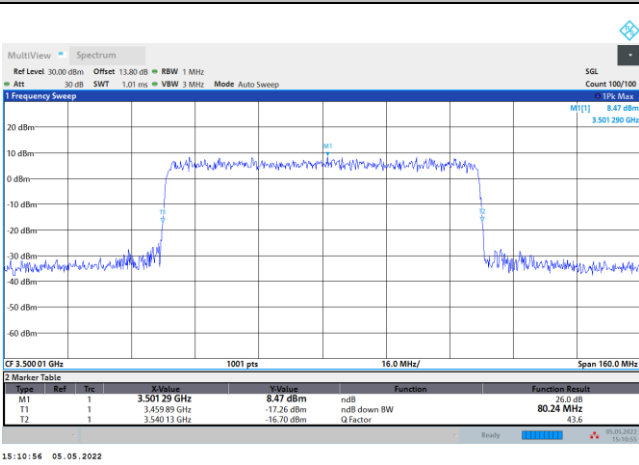 MultiView Spectrum
Ref Level 30.00 dBm Offset 13.80 dB RBW 1 MHz SGL
Att 30 dB SWT 1.01 ms VBW 3 MHz Mode Auto Sweep Count 100/100
1 Frequency Sweep 1Pk Max
M1[1] 8.47 dBm
3.501 290 GHz
20 dBm
M1
10 dBm
0 dBm
-10 dBm
T1 T2
-20 dBm
-30 dBm
-40 dBm
-50 dBm
-60 dBm
CF 3.500 01 GHz 1001 pts 16.0 MHz/ Span 160.0 MHz
2 Marker Table
Type Ref Trc X-Value Y-Value Function Function Result
M1 1 3.501 29 GHz 8.47 dBm ndB 26.0 dB
T1 1 3.459 89 GHz -17.26 dBm ndB down BW 80.24 MHz
T2 1 3.540 13 GHz -16.70 dBm Q Factor 43.6
Ready 05.05.2022
15:10:55
15:10:56 05.05.2022